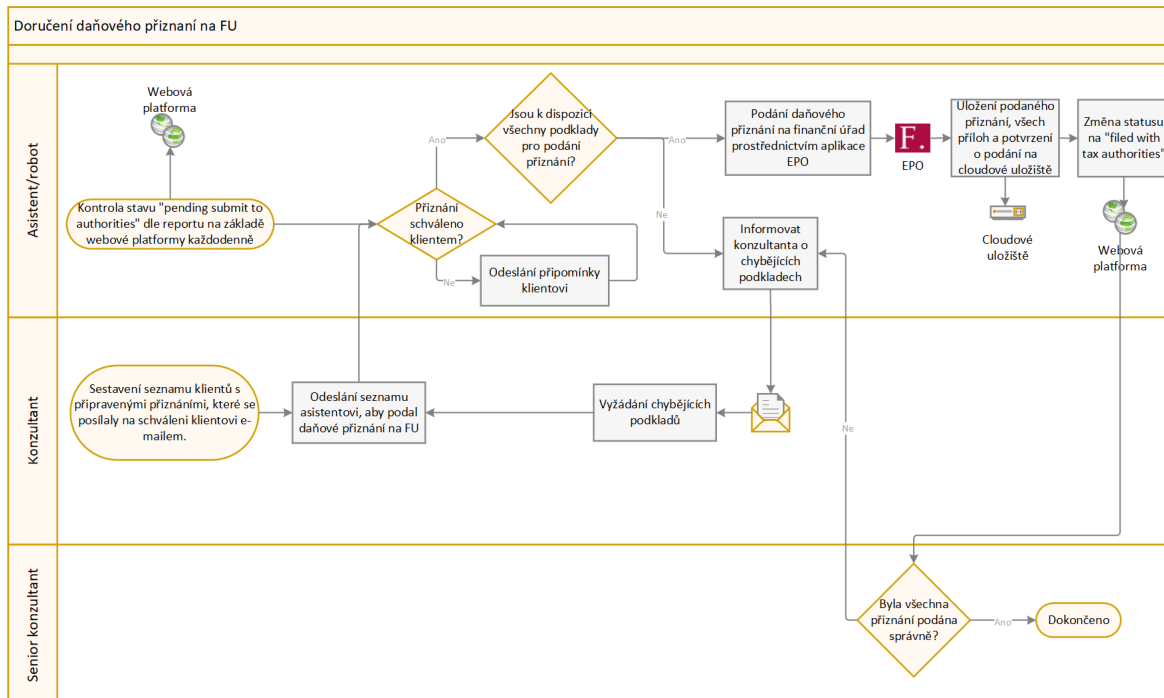 Doručení daňového přiznaní na FU
Asistent/robot
Webová
platforma
Kontrola stavu "pending submit to
authorities" dle reportu na základě
webové platformy každodenně
Přiznání
schváleno
klientem?
Ano
Ne
Odeslání připomínky
klientovi
Jsou k dispozici
všechny podklady
pro podání
přiznání?
Ano
Ne
Podání daňového
přiznání na finanční úřad
prostřednictvím aplikace
EPO
F.
EPO
Uložení podaného
přiznání, všech
příloh a potvrzení
o podání na
cloudové uložiště
Cloudové
uložiště
Změna statusu
na "filed with
tax authorities"
Webová
platforma
Informovat
konzultanta o
chybějících
podkladech
Konzultant
Sestavení seznamu klientů s
připravenými přiznáními, které se
posílaly na schváleni klientovi e-
mailem.
Odeslání seznamu
asistentovi, aby podal
daňové přiznání na FU
Vyžádání chybějících
podkladů
Ne
Senior konzultant
Byla všechna
přiznání podána
správně?
Ano
Dokončeno